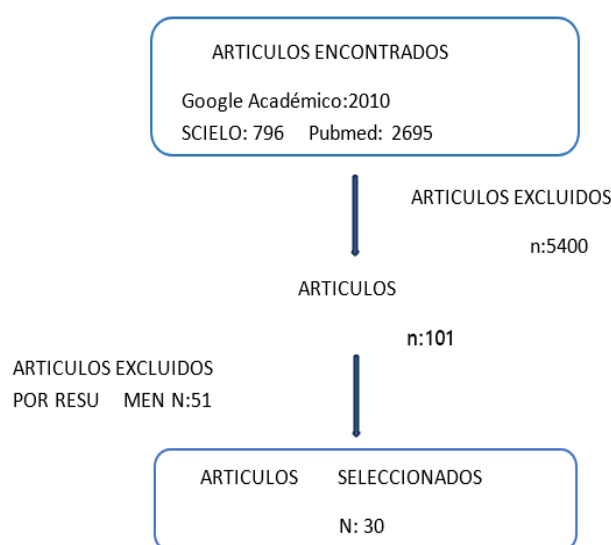 ARTICULOS ENCONTRADOS
Google Académico:2010
SCIELO: 796 Pubmed: 2695
ARTICULOS EXCLUIDOS
n:5400
ARTICULOS
n:101
ARTICULOS EXCLUIDOS
POR RESU MEN N:51
ARTICULOS SELECCIONADOS
N: 30